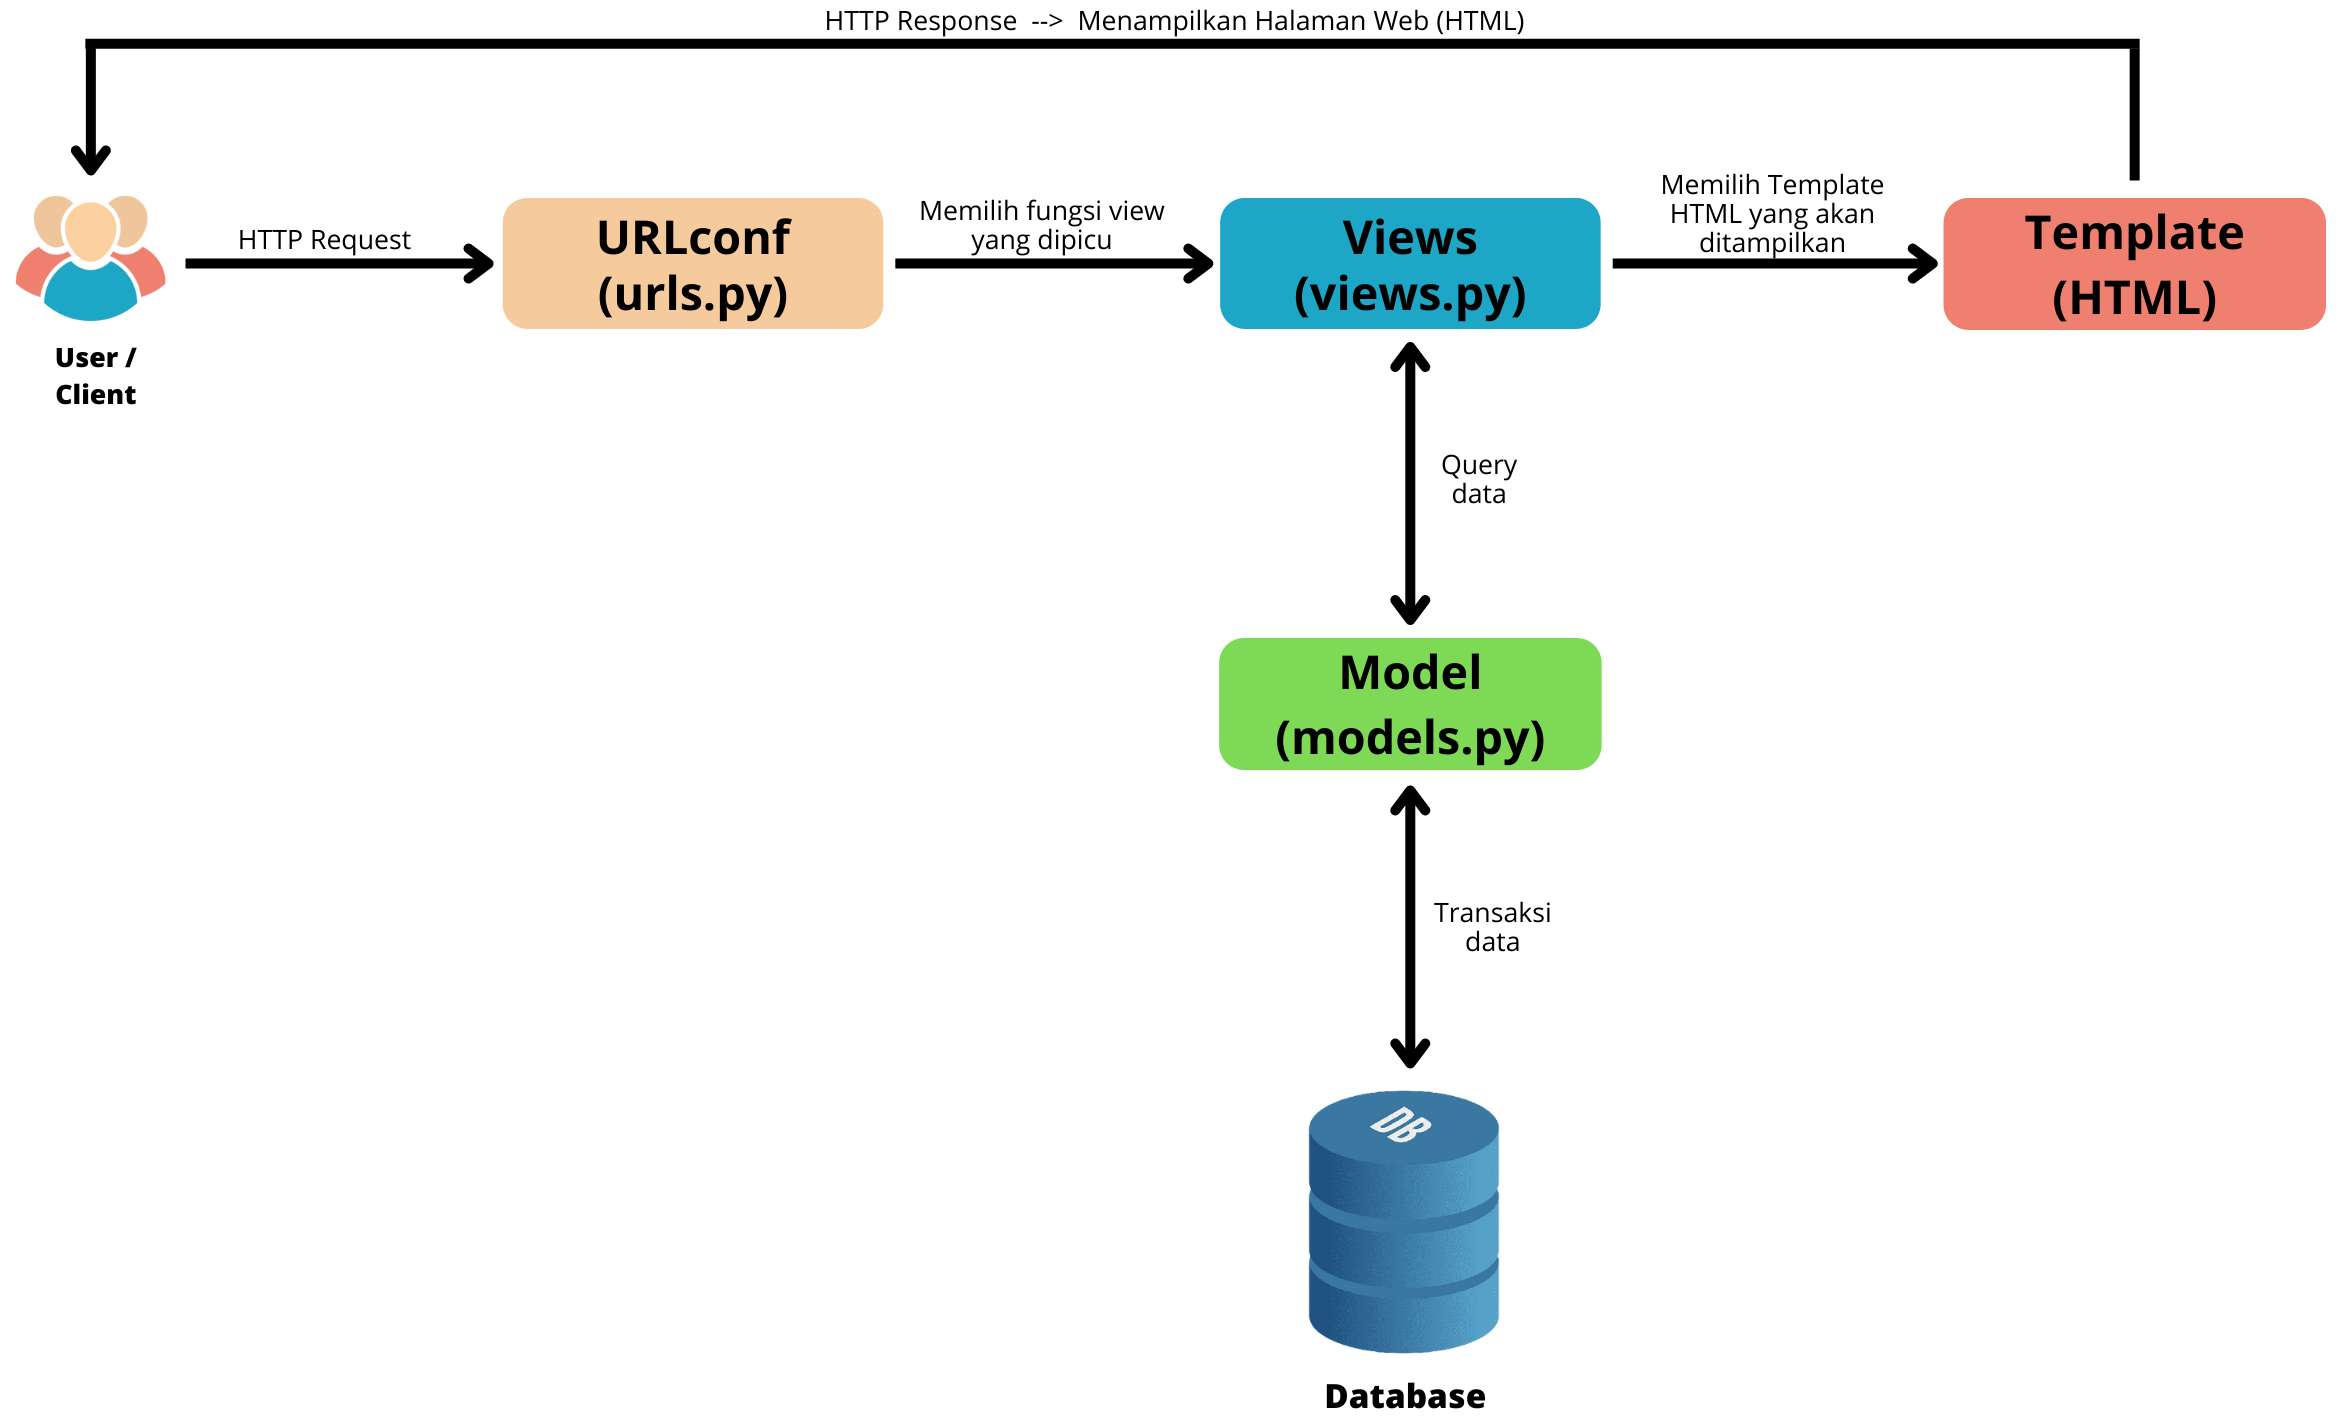 HTTP Response --> Menampilkan Halaman Web (HTML)
User /
Client
HTTP Request
URLconf
(urls.py)
Memilih fungsi view
yang dipicu
Views
(views.py)
Memilih Template
HTML yang akan
ditampilkan
Template
(HTML)
Query
data
Model
(models.py)
Transaksi
data
DB
Database